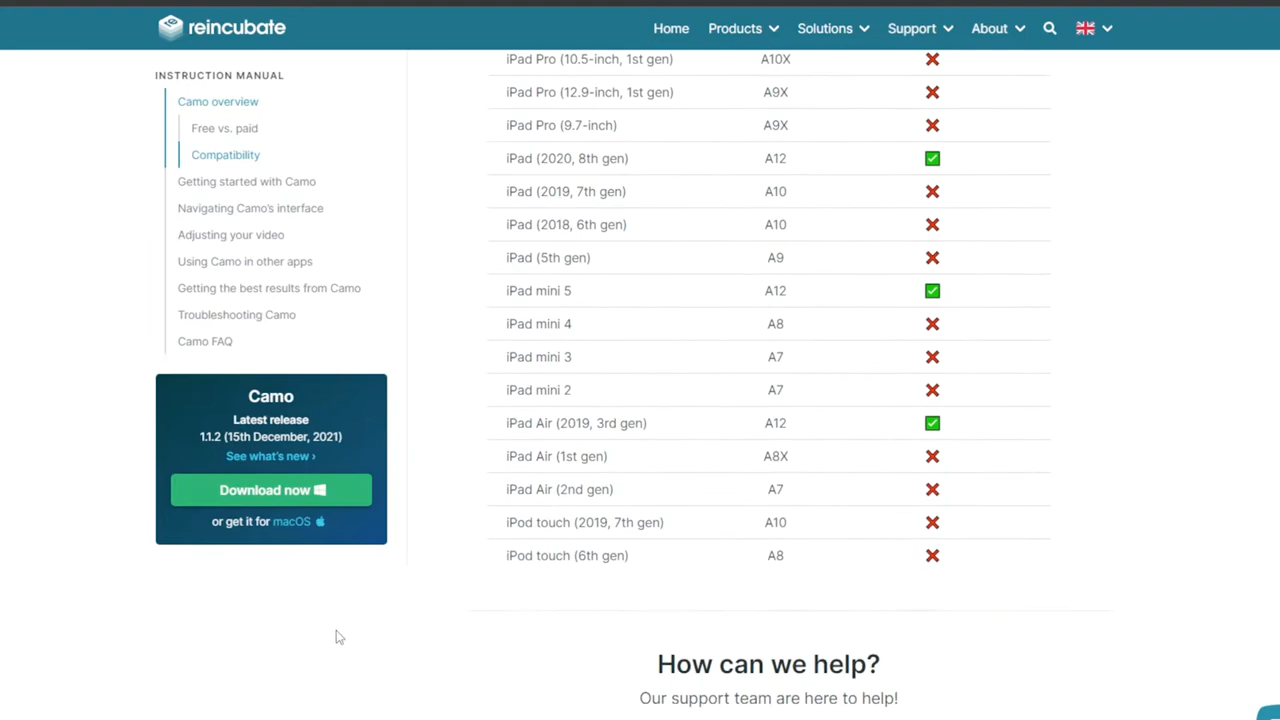 reincubate
Home Products Solutions Support About
INSTRUCTION MANUAL
Camo overview
Free vs. paid
Compatibility
Getting started with Camo
Navigating Camo's interface
Adjusting your video
Using Camo in other apps
Getting the best results from Camo
Troubleshooting Camo
Camo FAQ
Camo
Latest release
1.1.2 (15th December, 2021)
See what's new ›
Download now
or get it for macOS
iPad Pro (10.5-inch, 1st gen) A10X ❌
iPad Pro (12.9-inch, 1st gen) A9X ❌
iPad Pro (9.7-inch) A9X ❌
iPad (2020, 8th gen) A12 ✅
iPad (2019, 7th gen) A10 ❌
iPad (2018, 6th gen) A10 ❌
iPad (5th gen) A9 ❌
iPad mini 5 A12 ✅
iPad mini 4 A8 ❌
iPad mini 3 A7 ❌
iPad mini 2 A7 ❌
iPad Air (2019, 3rd gen) A12 ✅
iPad Air (1st gen) A8X ❌
iPad Air (2nd gen) A7 ❌
iPod touch (2019, 7th gen) A10 ❌
iPod touch (6th gen) A8 ❌
How can we help?
Our support team are here to help!